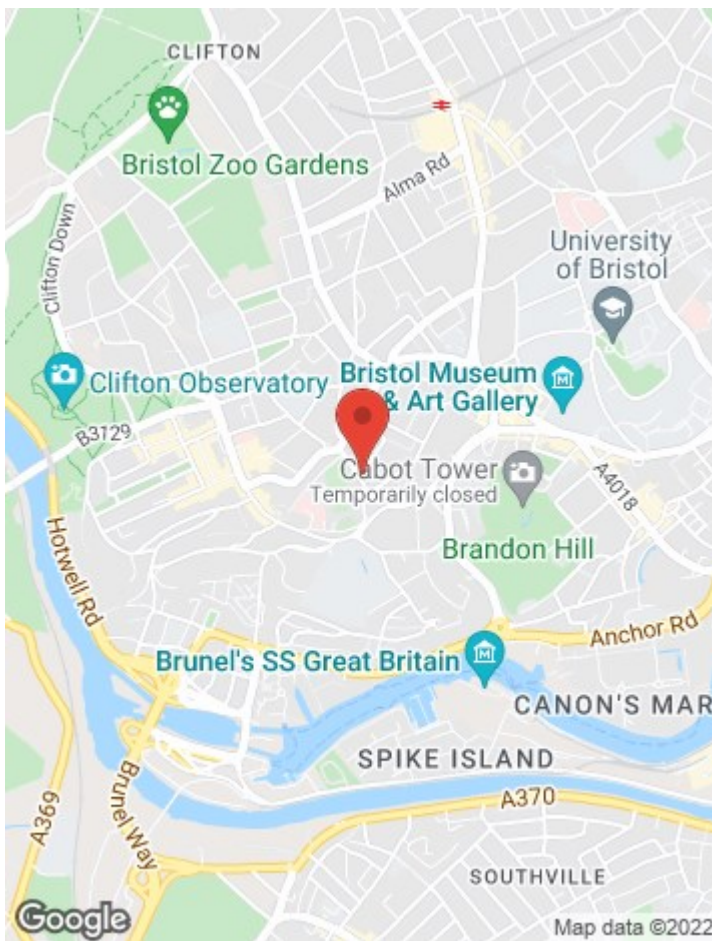 CLIFTON
Bristol Zoo Gardens
Alma Rd
University
of Bristol
Clifton Down
Clifton Observatory
Bristol Museum
& Art Gallery
B3129
Cabot Tower
Temporarily closed
A4018
Brandon Hill
Hotwell Rd
Anchor Rd
Brunel's SS Great Britain
M
CANON'S MAR
SPIKE ISLAND
A370
A369
Brunel Way
SOUTHVILLE
Google
Map data ©2022